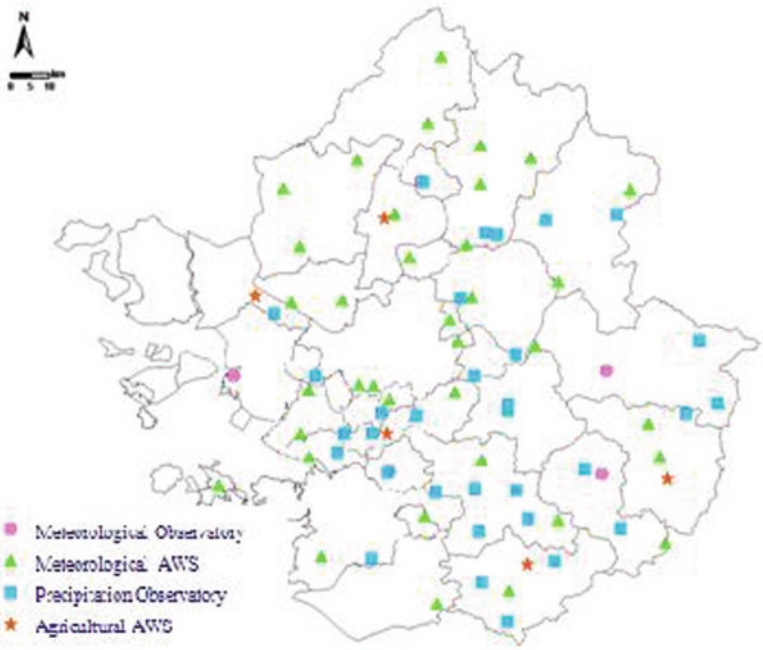 N
km
0 5 10
Meteorological Observatory
Meteorological AWS
Precipitation Observatory
Agricultural AWS